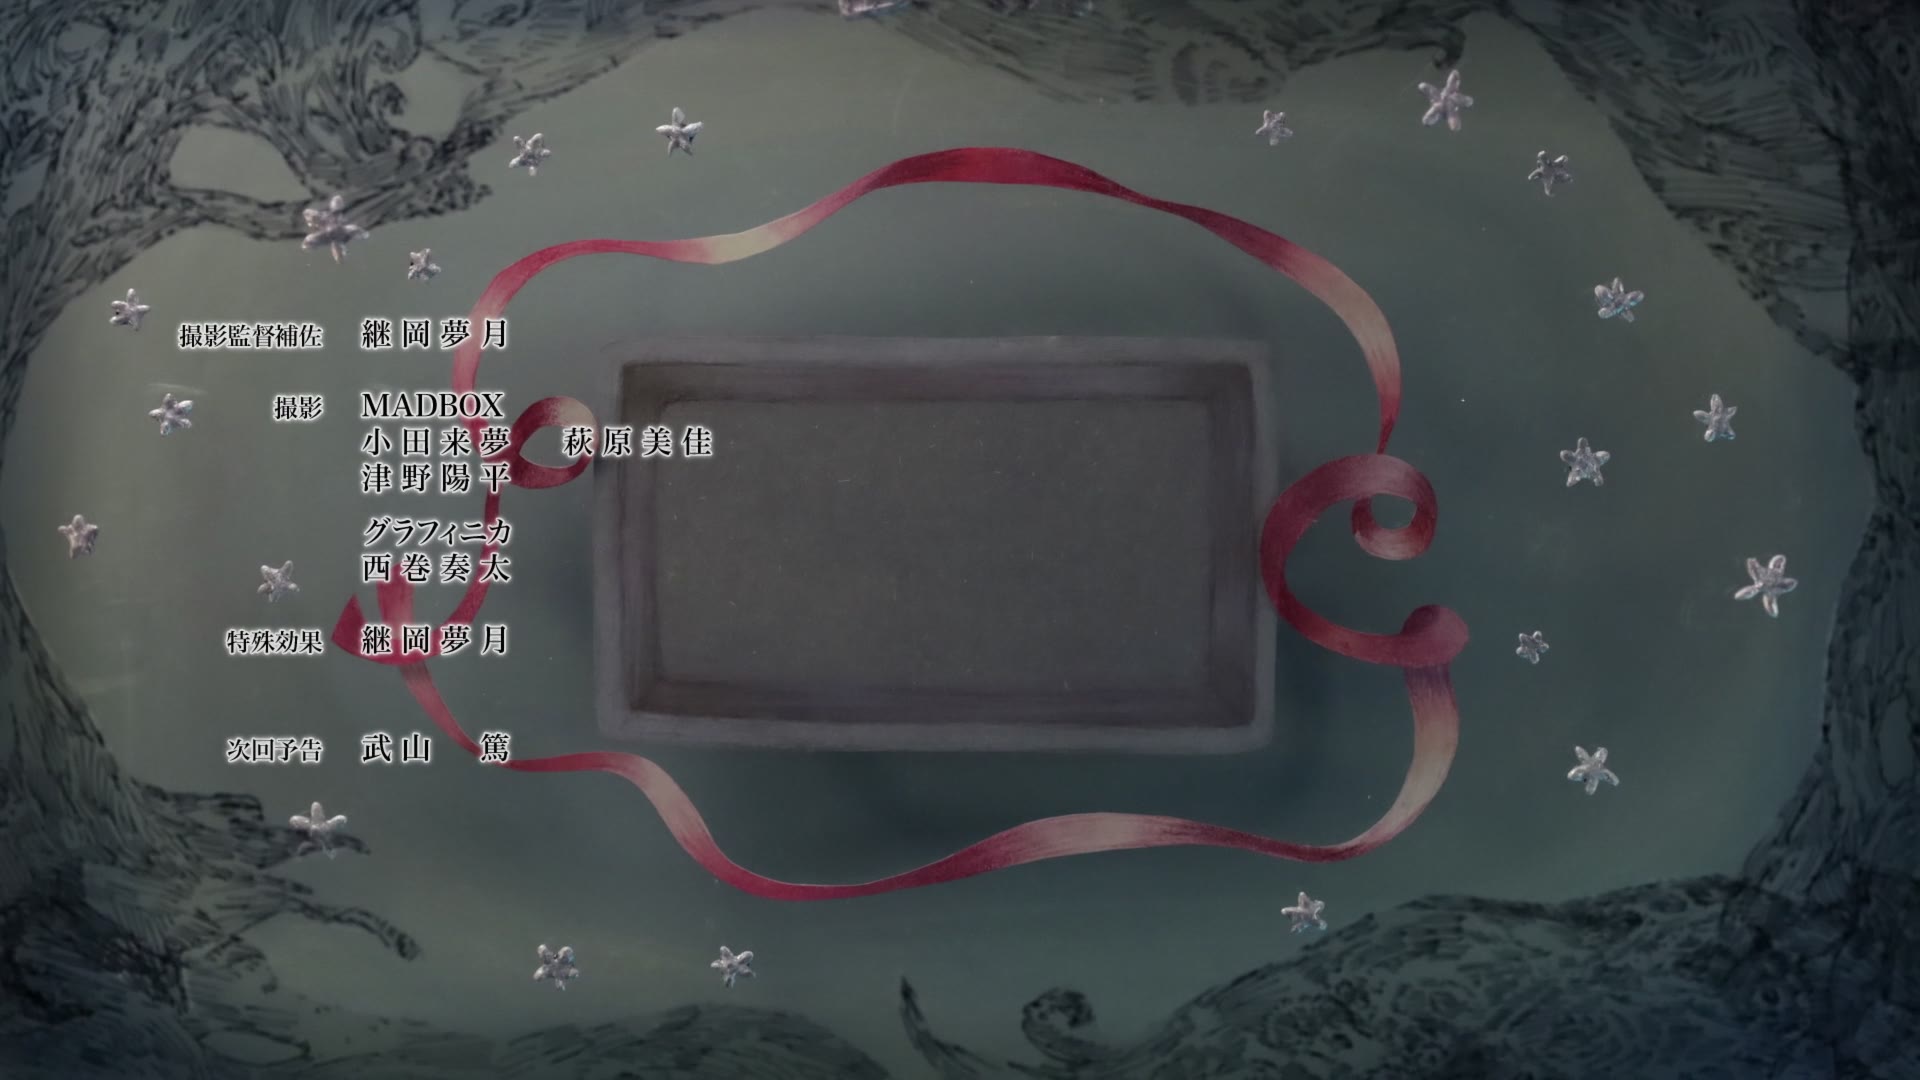 撮影監督補佐 継岡夢月
撮影 MADBOX
小田来夢 萩原美佳
津野陽平
グラフィニカ
西巻奏太
特殊効果 継岡夢月
次回予告 武山 篤